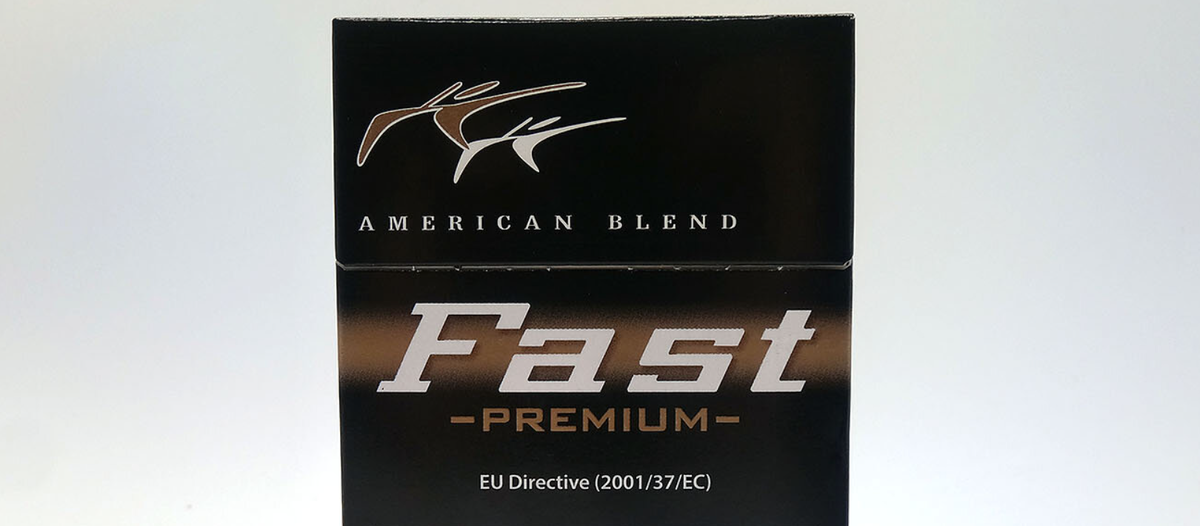 AMERICAN BLEND
Fast
-PREMIUM-
EU Directive (2001/37/EC)